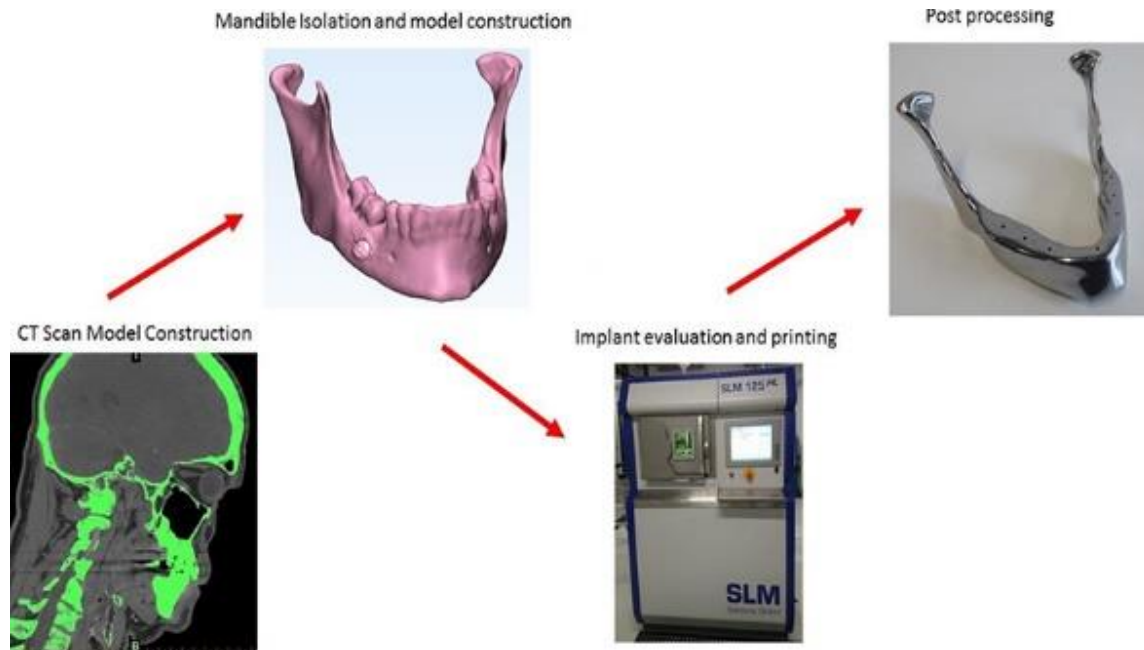 Mandible Isolation and model construction
Post processing
CT Scan Model Construction
Implant evaluation and printing
SLM 125 HL
SLM